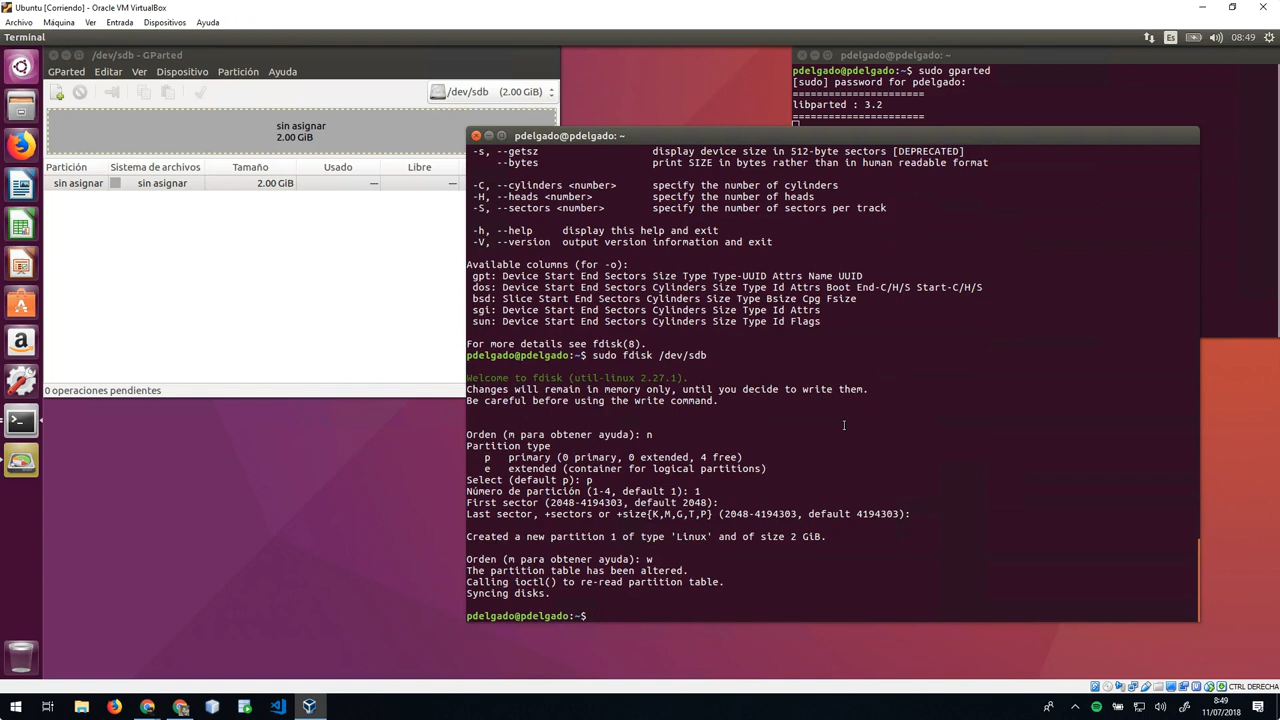 Ubuntu [Corriendo] - Oracle VM VirtualBox
Archivo Máquina Ver Entrada Dispositivos Ayuda
Terminal
Es
08:49
/dev/sdb - GParted
GParted Editar Ver Dispositivo Partición Ayuda
/dev/sdb (2.00 GiB)
sin asignar
2.00 GiB
Partición Sistema de archivos Tamaño Usado Libre
sin asignar sin asignar 2.00 GiB — —
0 operaciones pendientes
pdelgado@pdelgado: ~
pdelgado@pdelgado:~$ sudo gparted
[sudo] password for pdelgado:
======================
libparted : 3.2
======================
pdelgado@pdelgado: ~
-s, --getsz display device size in 512-byte sectors [DEPRECATED]
--bytes print SIZE in bytes rather than in human readable format
-C, --cylinders <number> specify the number of cylinders
-H, --heads <number> specify the number of heads
-S, --sectors <number> specify the number of sectors per track
-h, --help display this help and exit
-V, --version output version information and exit
Available columns (for -o):
gpt: Device Start End Sectors Size Type Type-UUID Attrs Name UUID
dos: Device Start End Sectors Cylinders Size Type Id Attrs Boot End-C/H/S Start-C/H/S
bsd: Slice Start End Sectors Cylinders Size Type Bsize Cpg Fsize
sgi: Device Start End Sectors Cylinders Size Type Id Attrs
sun: Device Start End Sectors Cylinders Size Type Id Flags
For more details see fdisk(8).
pdelgado@pdelgado:~$ sudo fdisk /dev/sdb
Welcome to fdisk (util-linux 2.27.1).
Changes will remain in memory only, until you decide to write them.
Be careful before using the write command.
Orden (m para obtener ayuda): n
Partition type
p primary (0 primary, 0 extended, 4 free)
e extended (container for logical partitions)
Select (default p): p
Número de partición (1-4, default 1): 1
First sector (2048-4194303, default 2048):
Last sector, +sectors or +size{K,M,G,T,P} (2048-4194303, default 4194303):
Created a new partition 1 of type 'Linux' and of size 2 GiB.
Orden (m para obtener ayuda): w
The partition table has been altered.
Calling ioctl() to re-read partition table.
Syncing disks.
pdelgado@pdelgado:~$
CTRL DERECHA
8:49
11/07/2018